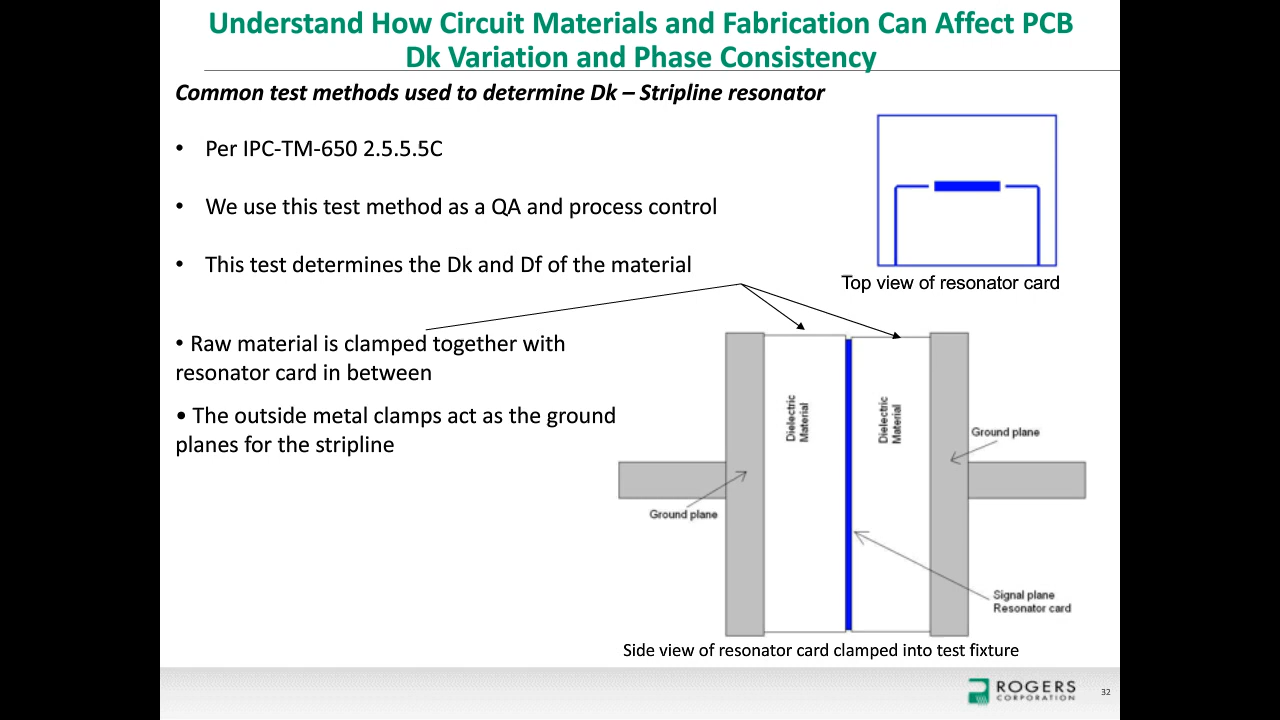 Understand How Circuit Materials and Fabrication Can Affect PCB
Dk Variation and Phase Consistency
Common test methods used to determine Dk – Stripline resonator
• Per IPC-TM-650 2.5.5.5C
• We use this test method as a QA and process control
• This test determines the Dk and Df of the material
Top view of resonator card
• Raw material is clamped together with
resonator card in between
• The outside metal clamps act as the ground
planes for the stripline
Dielectric
Material
Dielectric
Material
Ground plane
Ground plane
Signal plane
Resonator card
Side view of resonator card clamped into test fixture
ROGERS
CORPORATION
32